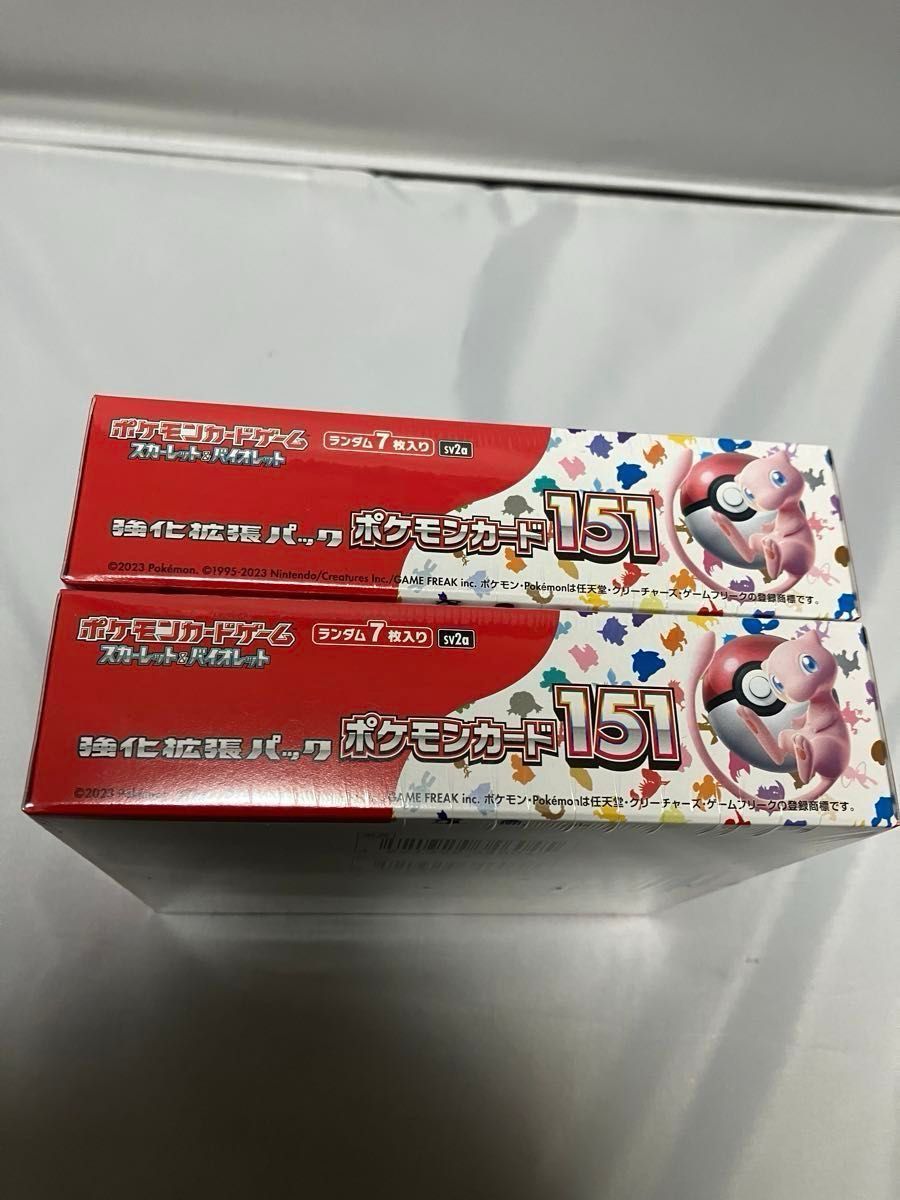 ポケモンカードゲーム
スカーレット&バイオレット
ランダム7枚入り
sv2a
強化拡張パック
ポケモンカード151
©2023 Pokémon. ©1995-2023 Nintendo/Creatures Inc./GAME FREAK inc. ポケモン・Pokémonは任天堂・クリーチャーズ・ゲームフリークの登録商標です。
ポケモンカードゲーム
スカーレット&バイオレット
ランダム7枚入り
sv2a
強化拡張パック
ポケモンカード151
©2023 GAME FREAK inc. ポケモン・Pokémonは任天堂・クリーチャーズ・ゲームフリークの登録商標です。